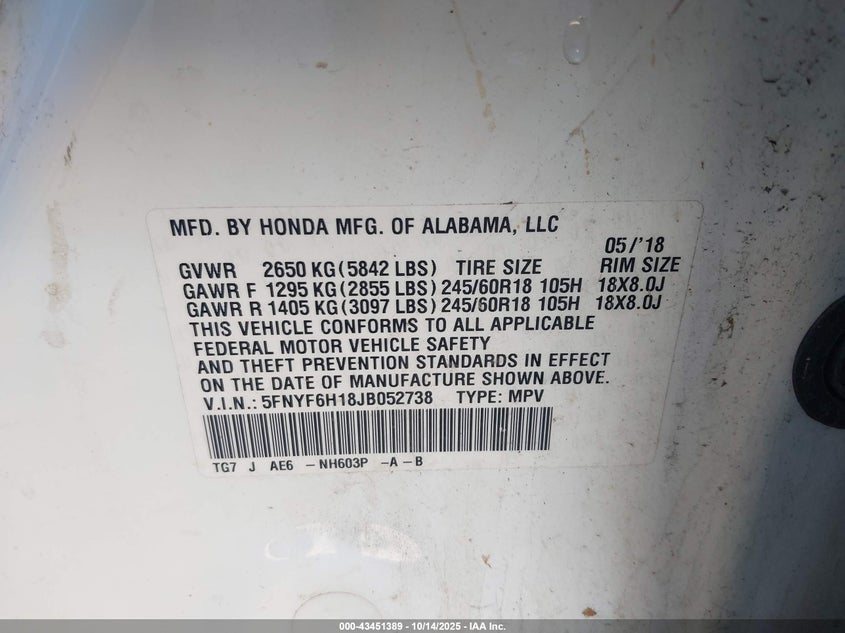 MFD. BY HONDA MFG. OF ALABAMA, LLC
05/'18
GVWR 2650 KG(5842 LBS) TIRE SIZE RIM SIZE
GAWR F 1295 KG(2855 LBS) 245/60R18 105H 18X8.0J
GAWR R 1405 KG(3097 LBS) 245/60R18 105H 18X8.0J
THIS VEHICLE CONFORMS TO ALL APPLICABLE
FEDERAL MOTOR VEHICLE SAFETY
AND THEFT PREVENTION STANDARDS IN EFFECT
ON THE DATE OF MANUFACTURE SHOWN ABOVE.
V.I.N.: 5FNYF6H18JB052738 TYPE: MPV
TG7 J AE6 -NH603P -A-B
000-43451389 - 10/14/2025 - IAA Inc.